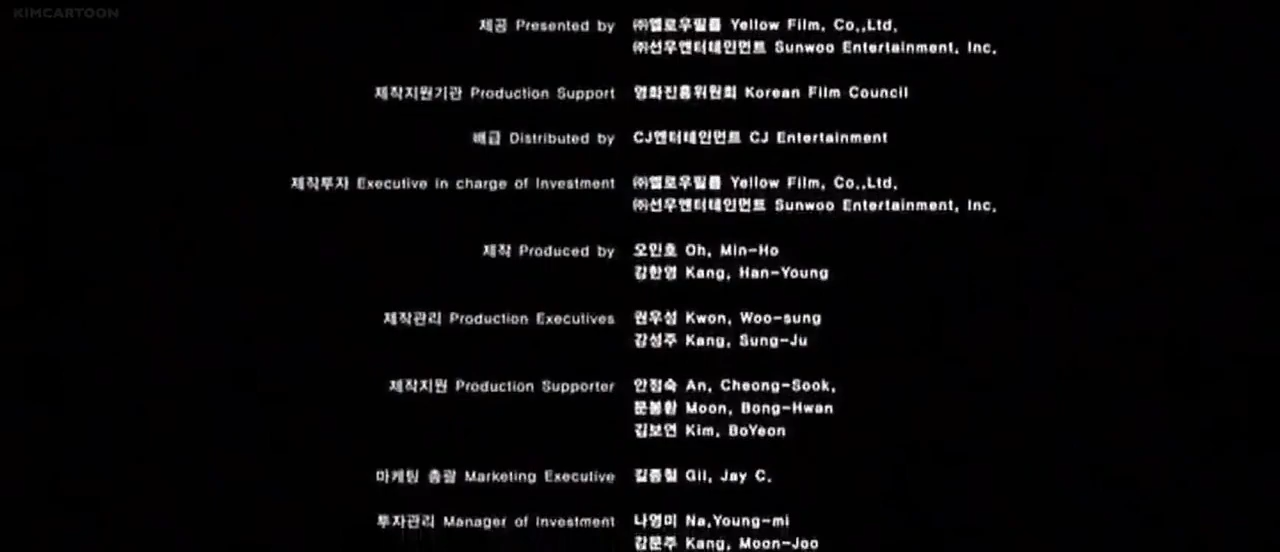 KIMCARTOON
제공 Presented by ㈜옐로우필름 Yellow Film, Co.,Ltd,
㈜선우엔터테인먼트 Sunwoo Entertainment, Inc,
제작지원기관 Production Support 영화진흥위원회 Korean Film Council
배급 Distributed by CJ엔터테인먼트 CJ Entertainment
제작투자 Executive in charge of Investment ㈜옐로우필름 Yellow Film, Co.,Ltd,
㈜선우엔터테인먼트 Sunwoo Entertainment, Inc,
제작 Produced by 오민호 Oh, Min-Ho
강한영 Kang, Han-Young
제작관리 Production Executives 권우성 Kwon, Woo-sung
강성주 Kang, Sung-Ju
제작지원 Production Supporter 안정숙 An, Cheong-Sook,
문봉환 Moon, Bong-Hwan
김보연 Kim, BoYeon
마케팅 총괄 Marketing Executive 길종철 Gil, Jay C,
투자관리 Manager of Investment 나영미 Na,Young-mi
강문주 Kang, Moon-Joo